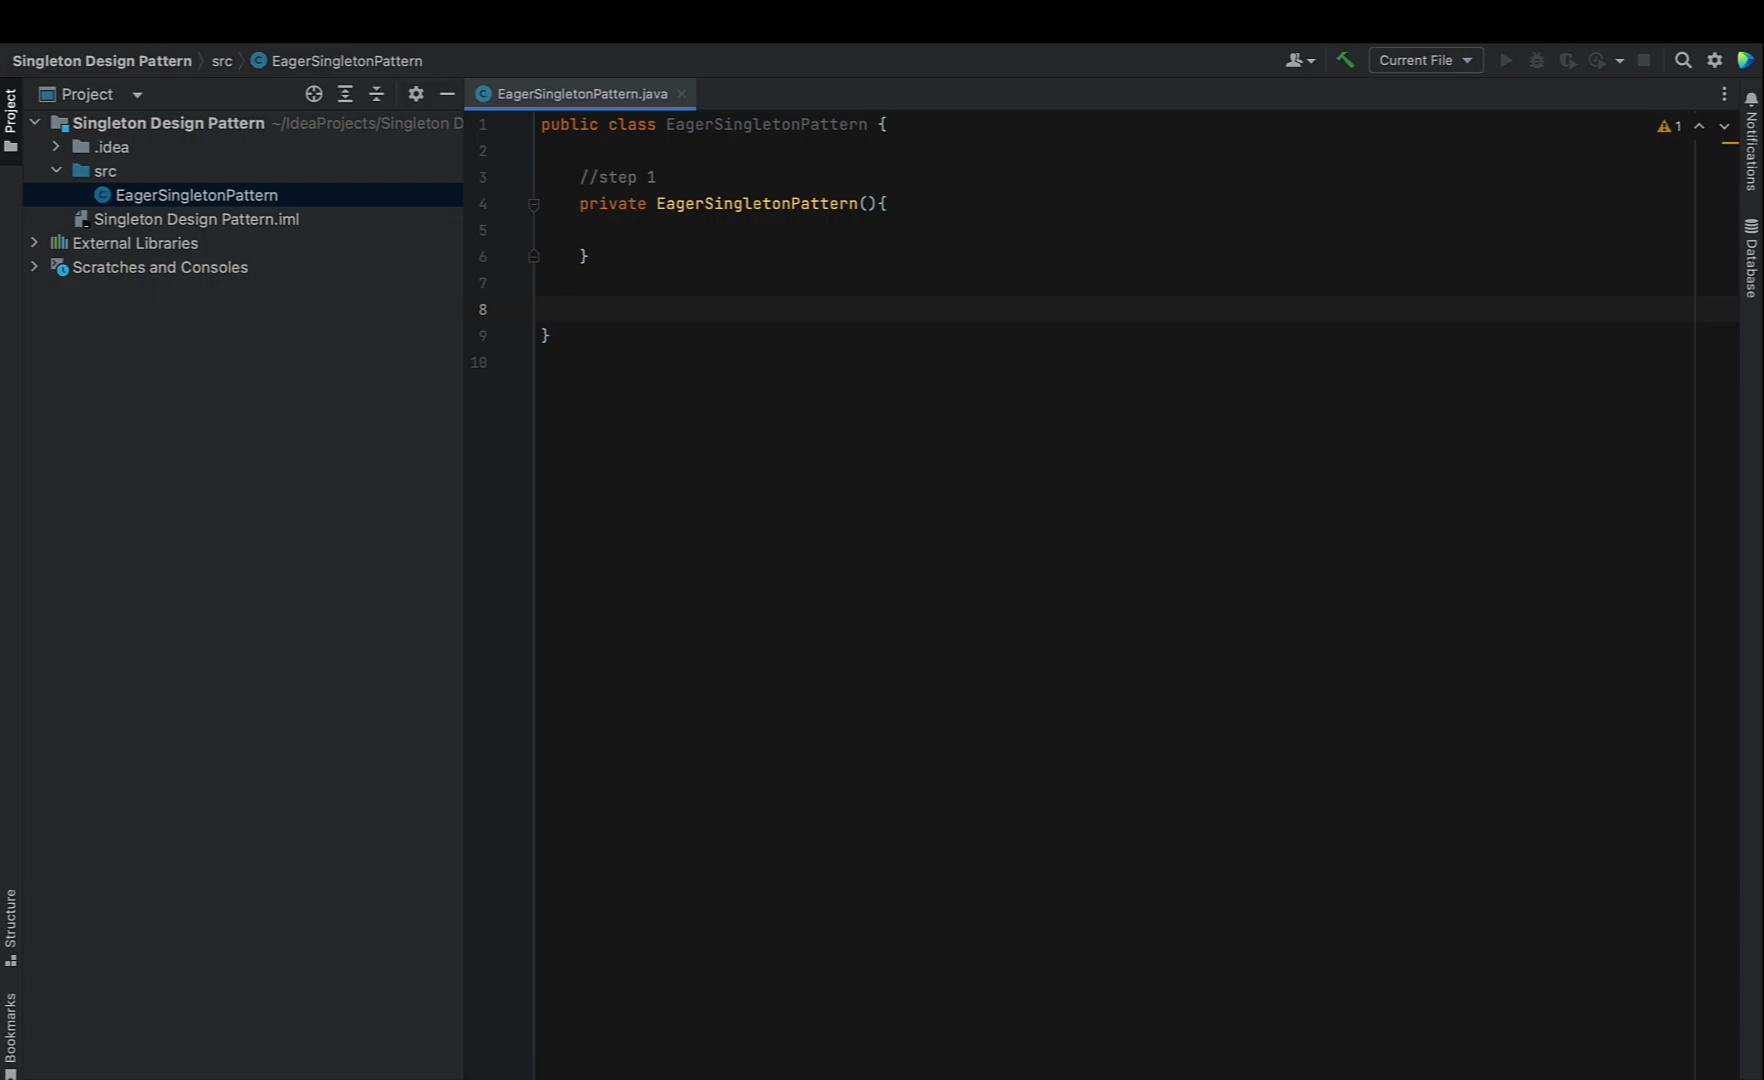 Singleton Design Pattern
src
EagerSingletonPattern
Current File
Project
Project
EagerSingletonPattern.java
Singleton Design Pattern ~/IdeaProjects/Singleton D
.idea
src
EagerSingletonPattern
Singleton Design Pattern.iml
External Libraries
Scratches and Consoles
1 public class EagerSingletonPattern {
2
3 //step 1
4 private EagerSingletonPattern(){
5
6 }
7
8
9 }
10
1
Notifications
Database
Structure
Bookmarks